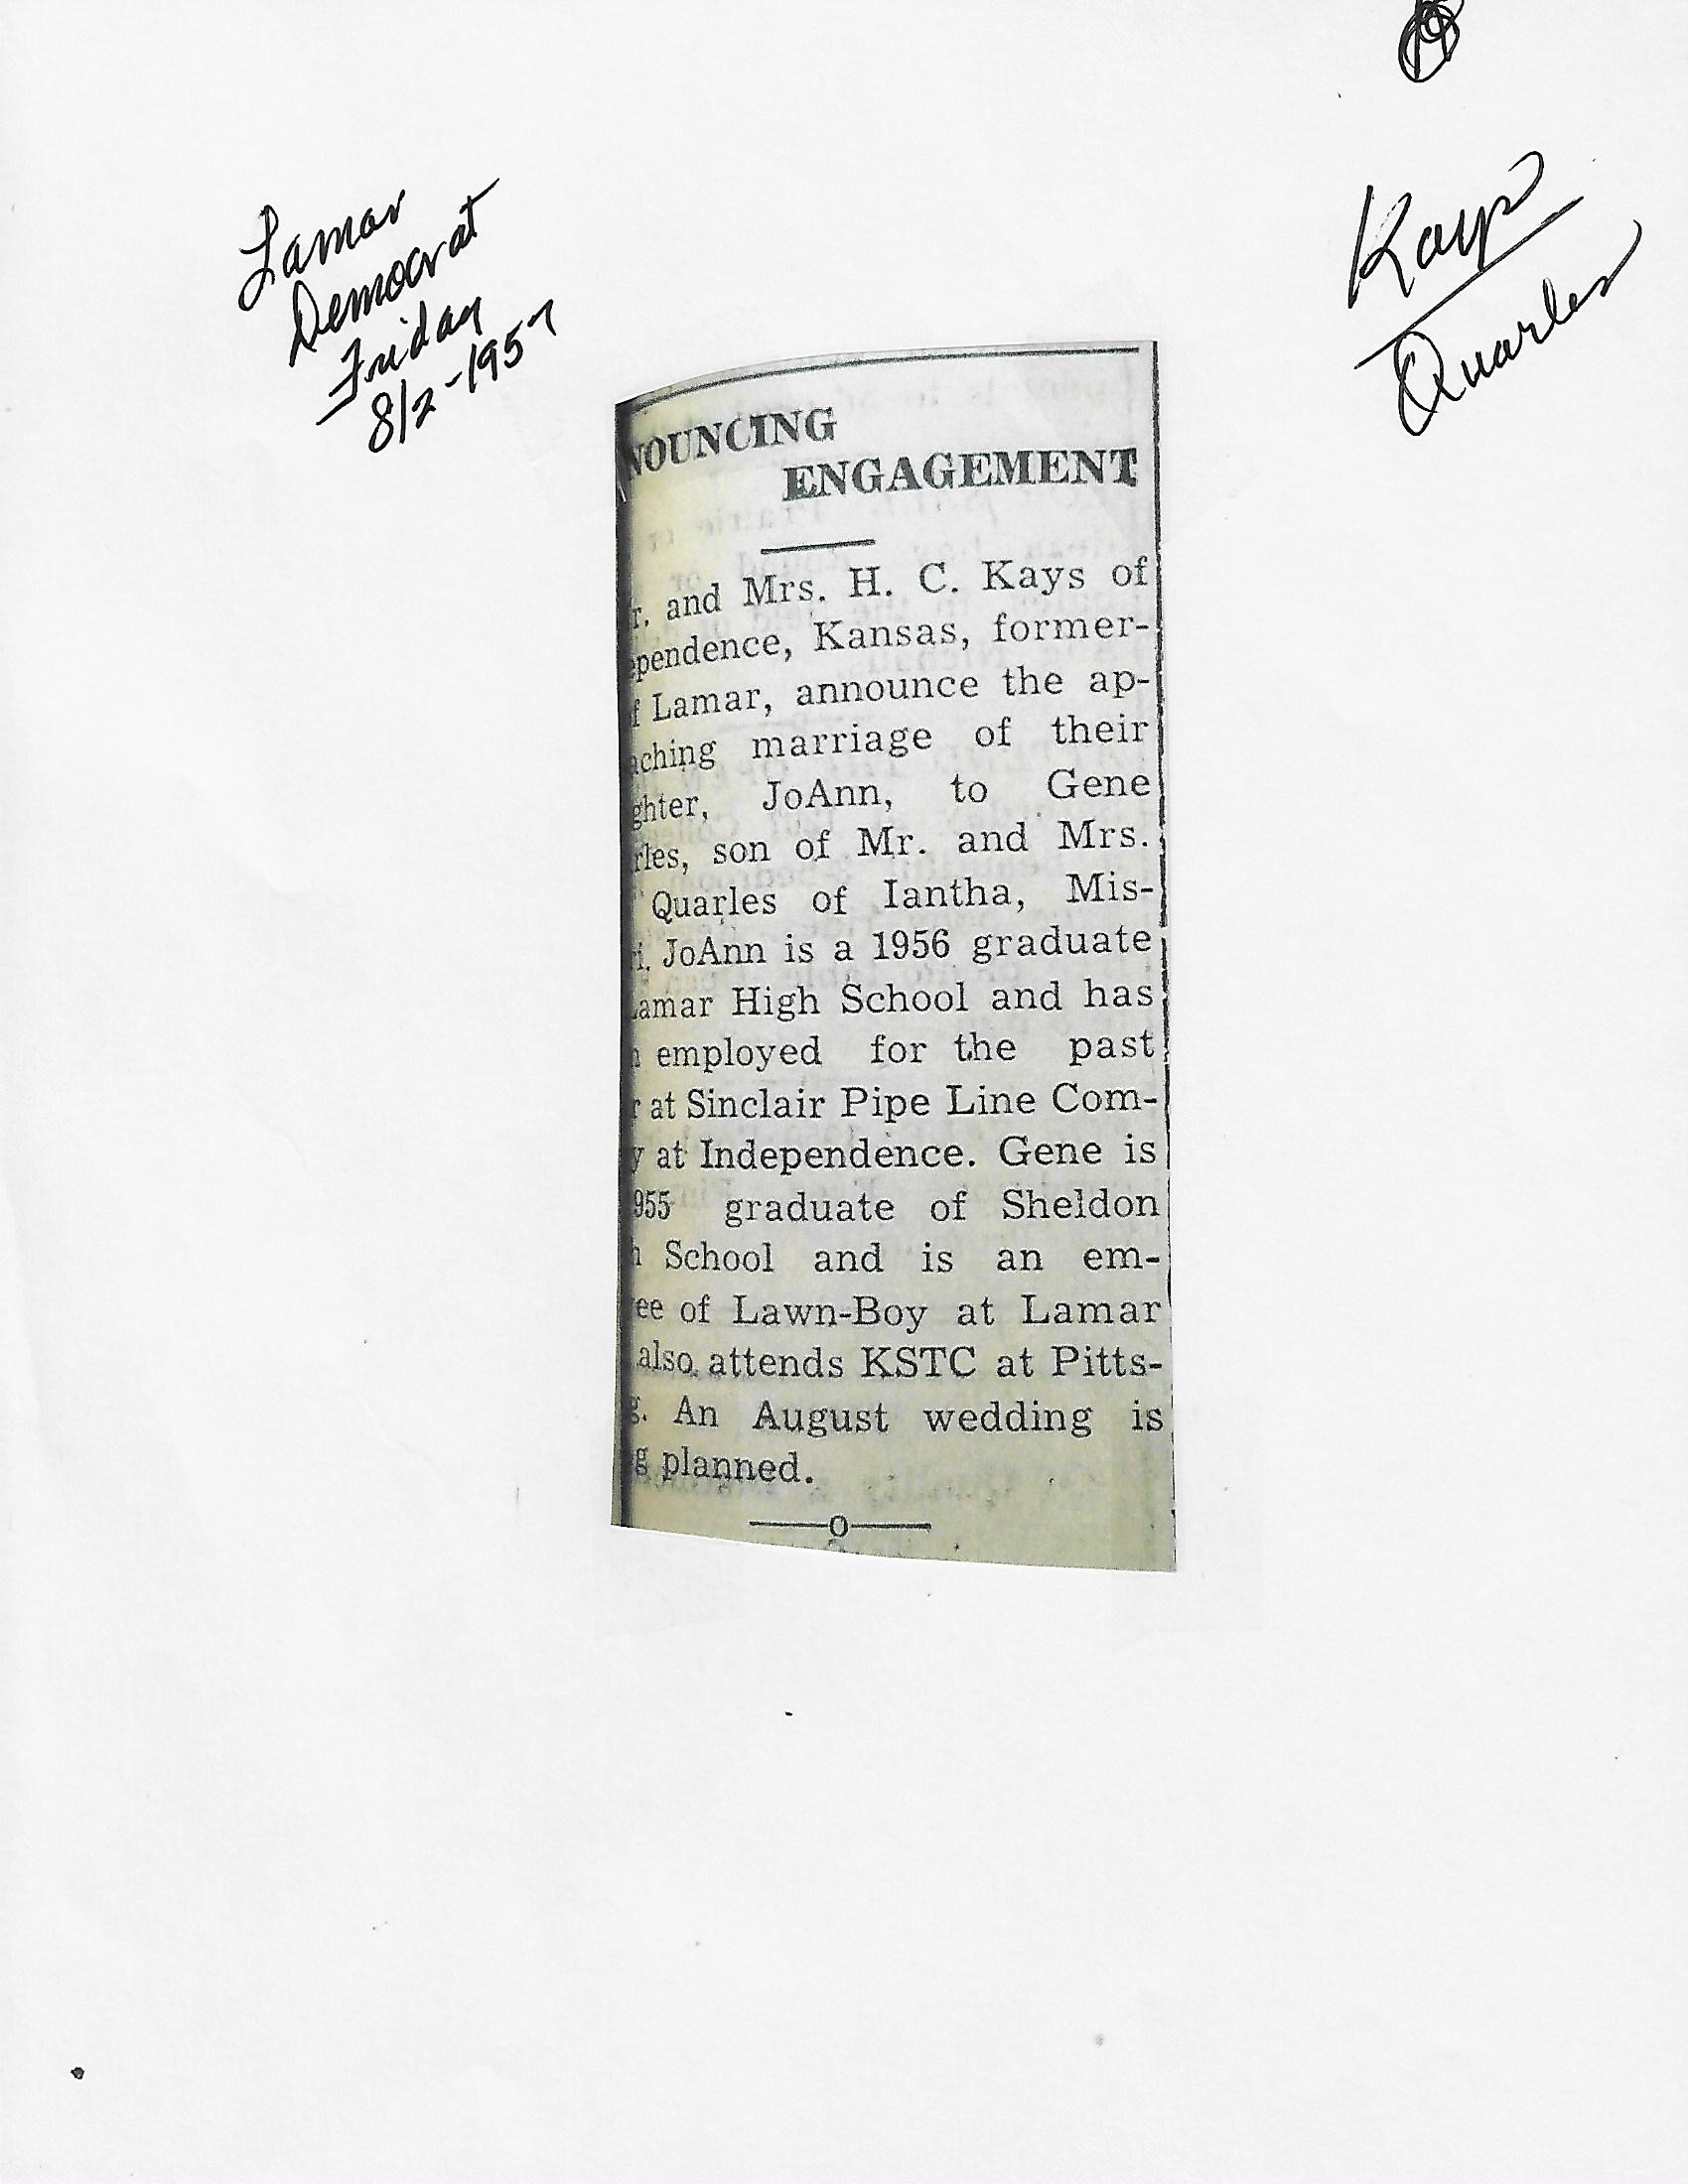 Lamar
Democrat
Friday
8/2-1957
Kays
Quarles
NOUNCING
ENGAGEMENT
r. and Mrs. H. C. Kays of
ependence, Kansas, former-
f Lamar, announce the ap-
aching marriage of their
ghter, JoAnn, to Gene
rles, son of Mr. and Mrs.
Quarles of Iantha, Mis-
i. JoAnn is a 1956 graduate
Lamar High School and has
n employed for the past
r at Sinclair Pipe Line Com-
y at Independence. Gene is
955 graduate of Sheldon
h School and is an em-
ee of Lawn-Boy at Lamar
also attends KSTC at Pitts-
g. An August wedding is
g planned.